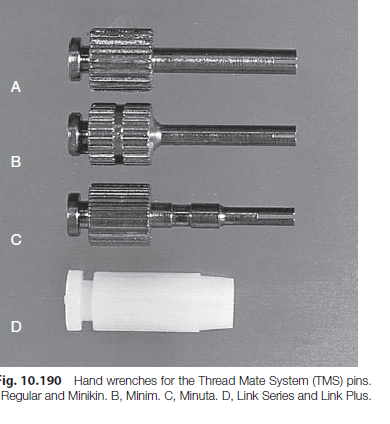 A
B
C
D
Fig. 10.190 Hand wrenches for the Thread Mate System (TMS) pins.
Regular and Minikin. B, Minim. C, Minuta. D, Link Series and Link Plus.